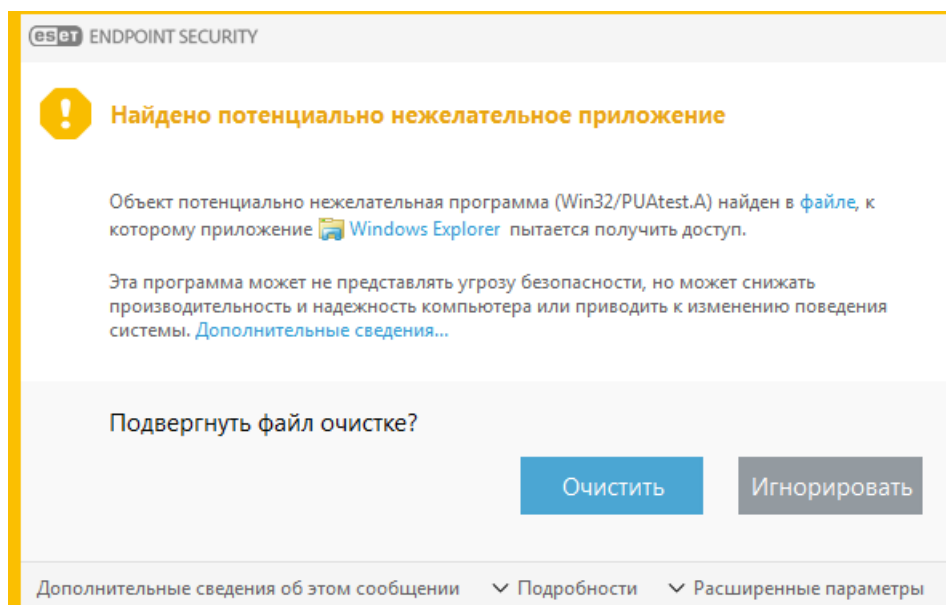 eset ENDPOINT SECURITY
Найдено потенциально нежелательное приложение
Объект потенциально нежелательная программа (Win32/PUAtest.A) найден в файле, к
которому приложение Windows Explorer пытается получить доступ.
Эта программа может не представлять угрозу безопасности, но может снижать
производительность и надежность компьютера или приводить к изменению поведения
системы. Дополнительные сведения...
Подвергнуть файл очистке?
Очистить Игнорировать
Дополнительные сведения об этом сообщении Подробности Расширенные параметры